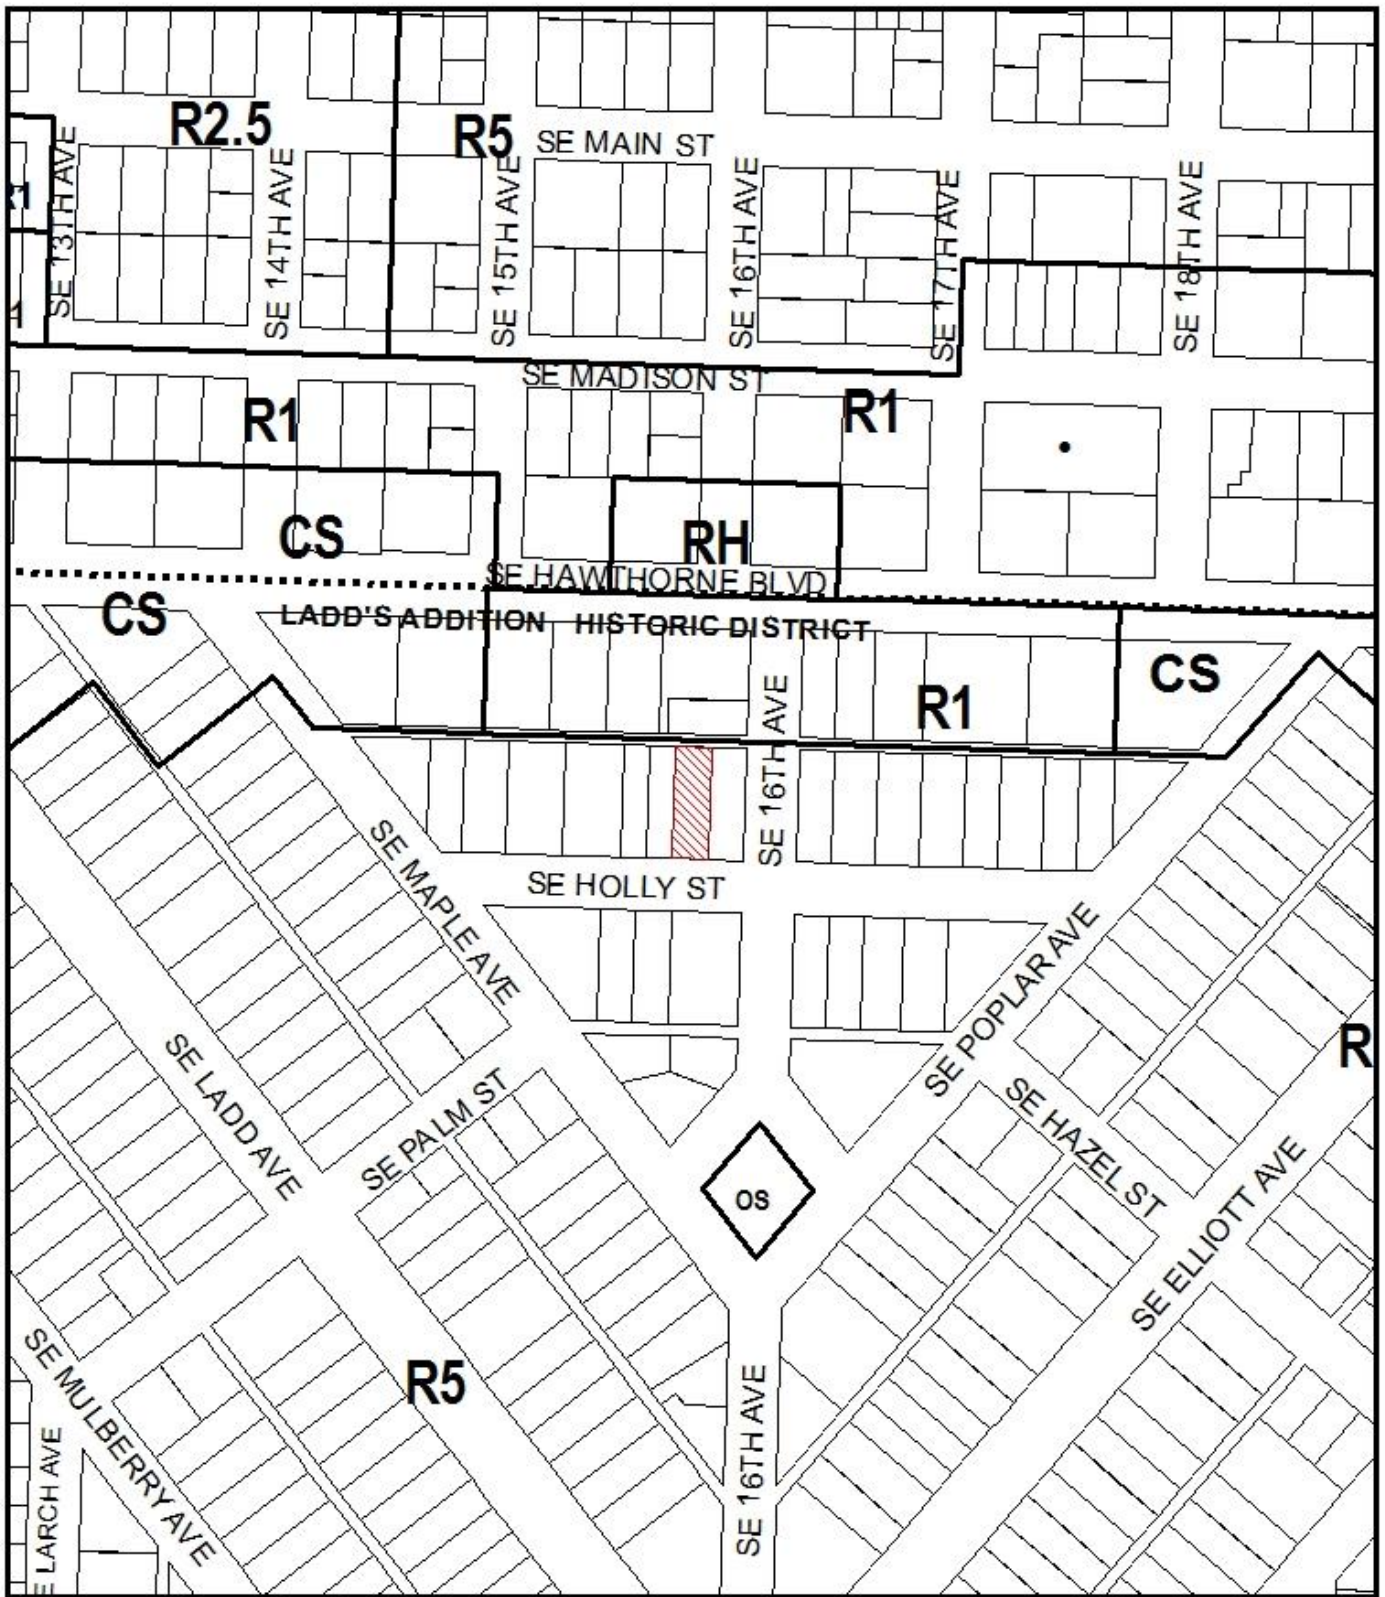 R2.5
R5
SE MAIN ST
SE 13TH AVE
SE 14TH AVE
SE 15TH AVE
SE 16TH AVE
SE 17TH AVE
SE 18TH AVE
SE MADISON ST
R1
R1
CS
RH
SE HAWTHORNE BLVD
CS
LADD'S ADDITION HISTORIC DISTRICT
CS
R1
SE 16TH AVE
SE MAPLE AVE
SE HOLLY ST
SE POPLAR AVE
SE LADD AVE
SE PALM ST
SE HAZEL ST
R
OS
SE ELLIOTT AVE
SE MULBERRY AVE
R5
SE 16TH AVE
LARCH AVE